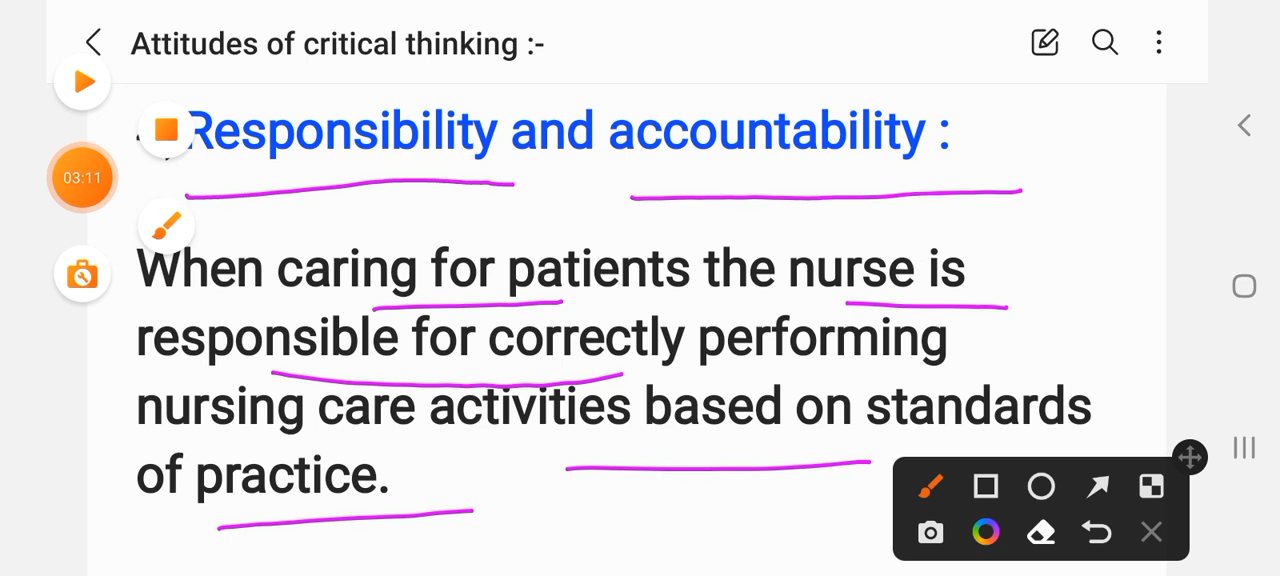 Attitudes of critical thinking :-
Responsibility and accountability :
03:11
When caring for patients the nurse is
responsible for correctly performing
nursing care activities based on standards
of practice.